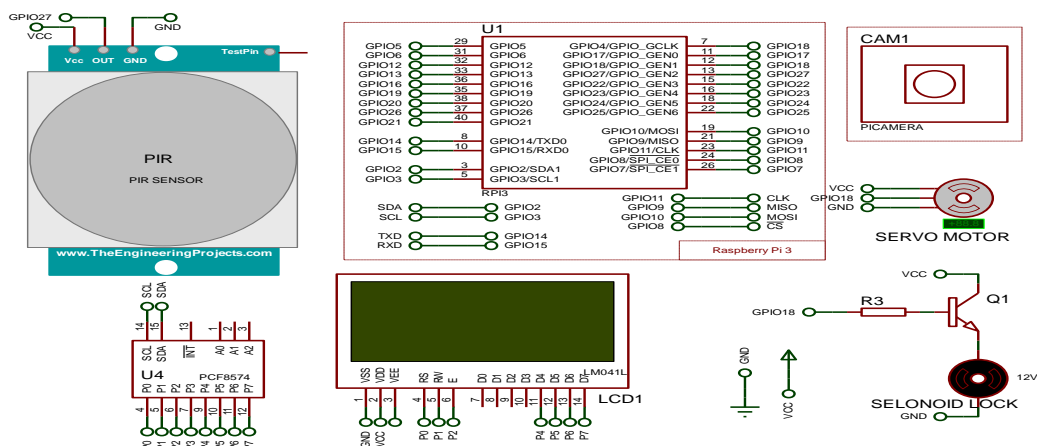 GPIO27
VCC
GND
Vcc OUT GND TestPin
PIR
PIR SENSOR
www.TheEngineeringProjects.com
U1
GPIO5 29 GPIO5 GPIO4/GPIO_GCLK 7 GPIO18
GPIO6 31 GPIO6 GPIO17/GPIO_GEN0 11 GPIO17
GPIO12 32 GPIO12 GPIO18/GPIO_GEN1 12 GPIO18
GPIO13 33 GPIO13 GPIO27/GPIO_GEN2 13 GPIO27
GPIO16 36 GPIO16 GPIO22/GPIO_GEN3 15 GPIO22
GPIO19 35 GPIO19 GPIO23/GPIO_GEN4 16 GPIO23
GPIO20 38 GPIO20 GPIO24/GPIO_GEN5 18 GPIO24
GPIO26 37 GPIO26 GPIO25/GPIO_GEN6 22 GPIO25
GPIO21 40 GPIO21
GPIO10/MOSI 19 GPIO10
GPIO14 8 GPIO14/TXD0 GPIO9/MISO 21 GPIO9
GPIO15 10 GPIO15/RXD0 GPIO11/CLK 23 GPIO11
GPIO8/SPI_CE0 24 GPIO8
GPIO2 3 GPIO2/SDA1 GPIO7/SPI_CE1 26 GPIO7
GPIO3 5 GPIO3/SCL1
RPI3
SDA GPIO2
SCL GPIO3
TXD GPIO14
RXD GPIO15
GPIO11 CLK
GPIO9 MISO
GPIO10 MOSI
GPIO8 CS
Raspberry Pi 3
CAM1
PICAMERA
VCC
GPIO18
GND
SERVO MOTOR
SCL SDA
14 15 13 1 2 3
SCL SDA INT A0 A1 A2
U4
PCF8574
P0 P1 P2 P3 P4 P5 P6 P7
4 5 6 7 9 10 11 12
P0 P1 P2 P3 P4 P5 P6 P7
LM041L
VSS VDD VEE RS RW E D0 D1 D2 D3 D4 D5 D6 D7
LCD1
1 2 3 4 5 6 7 8 9 10 11 12 13 14
GND VCC P0 P1 P2 P4 P5 P6 P7
GND
VCC
VCC
Q1
R3
GPIO18
12V
SELONOID LOCK
GND